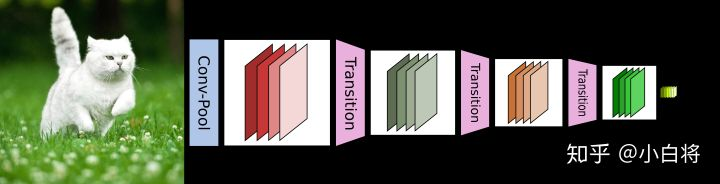 Conv-Pool
Transition
Transition
Transition
知乎 @小白将